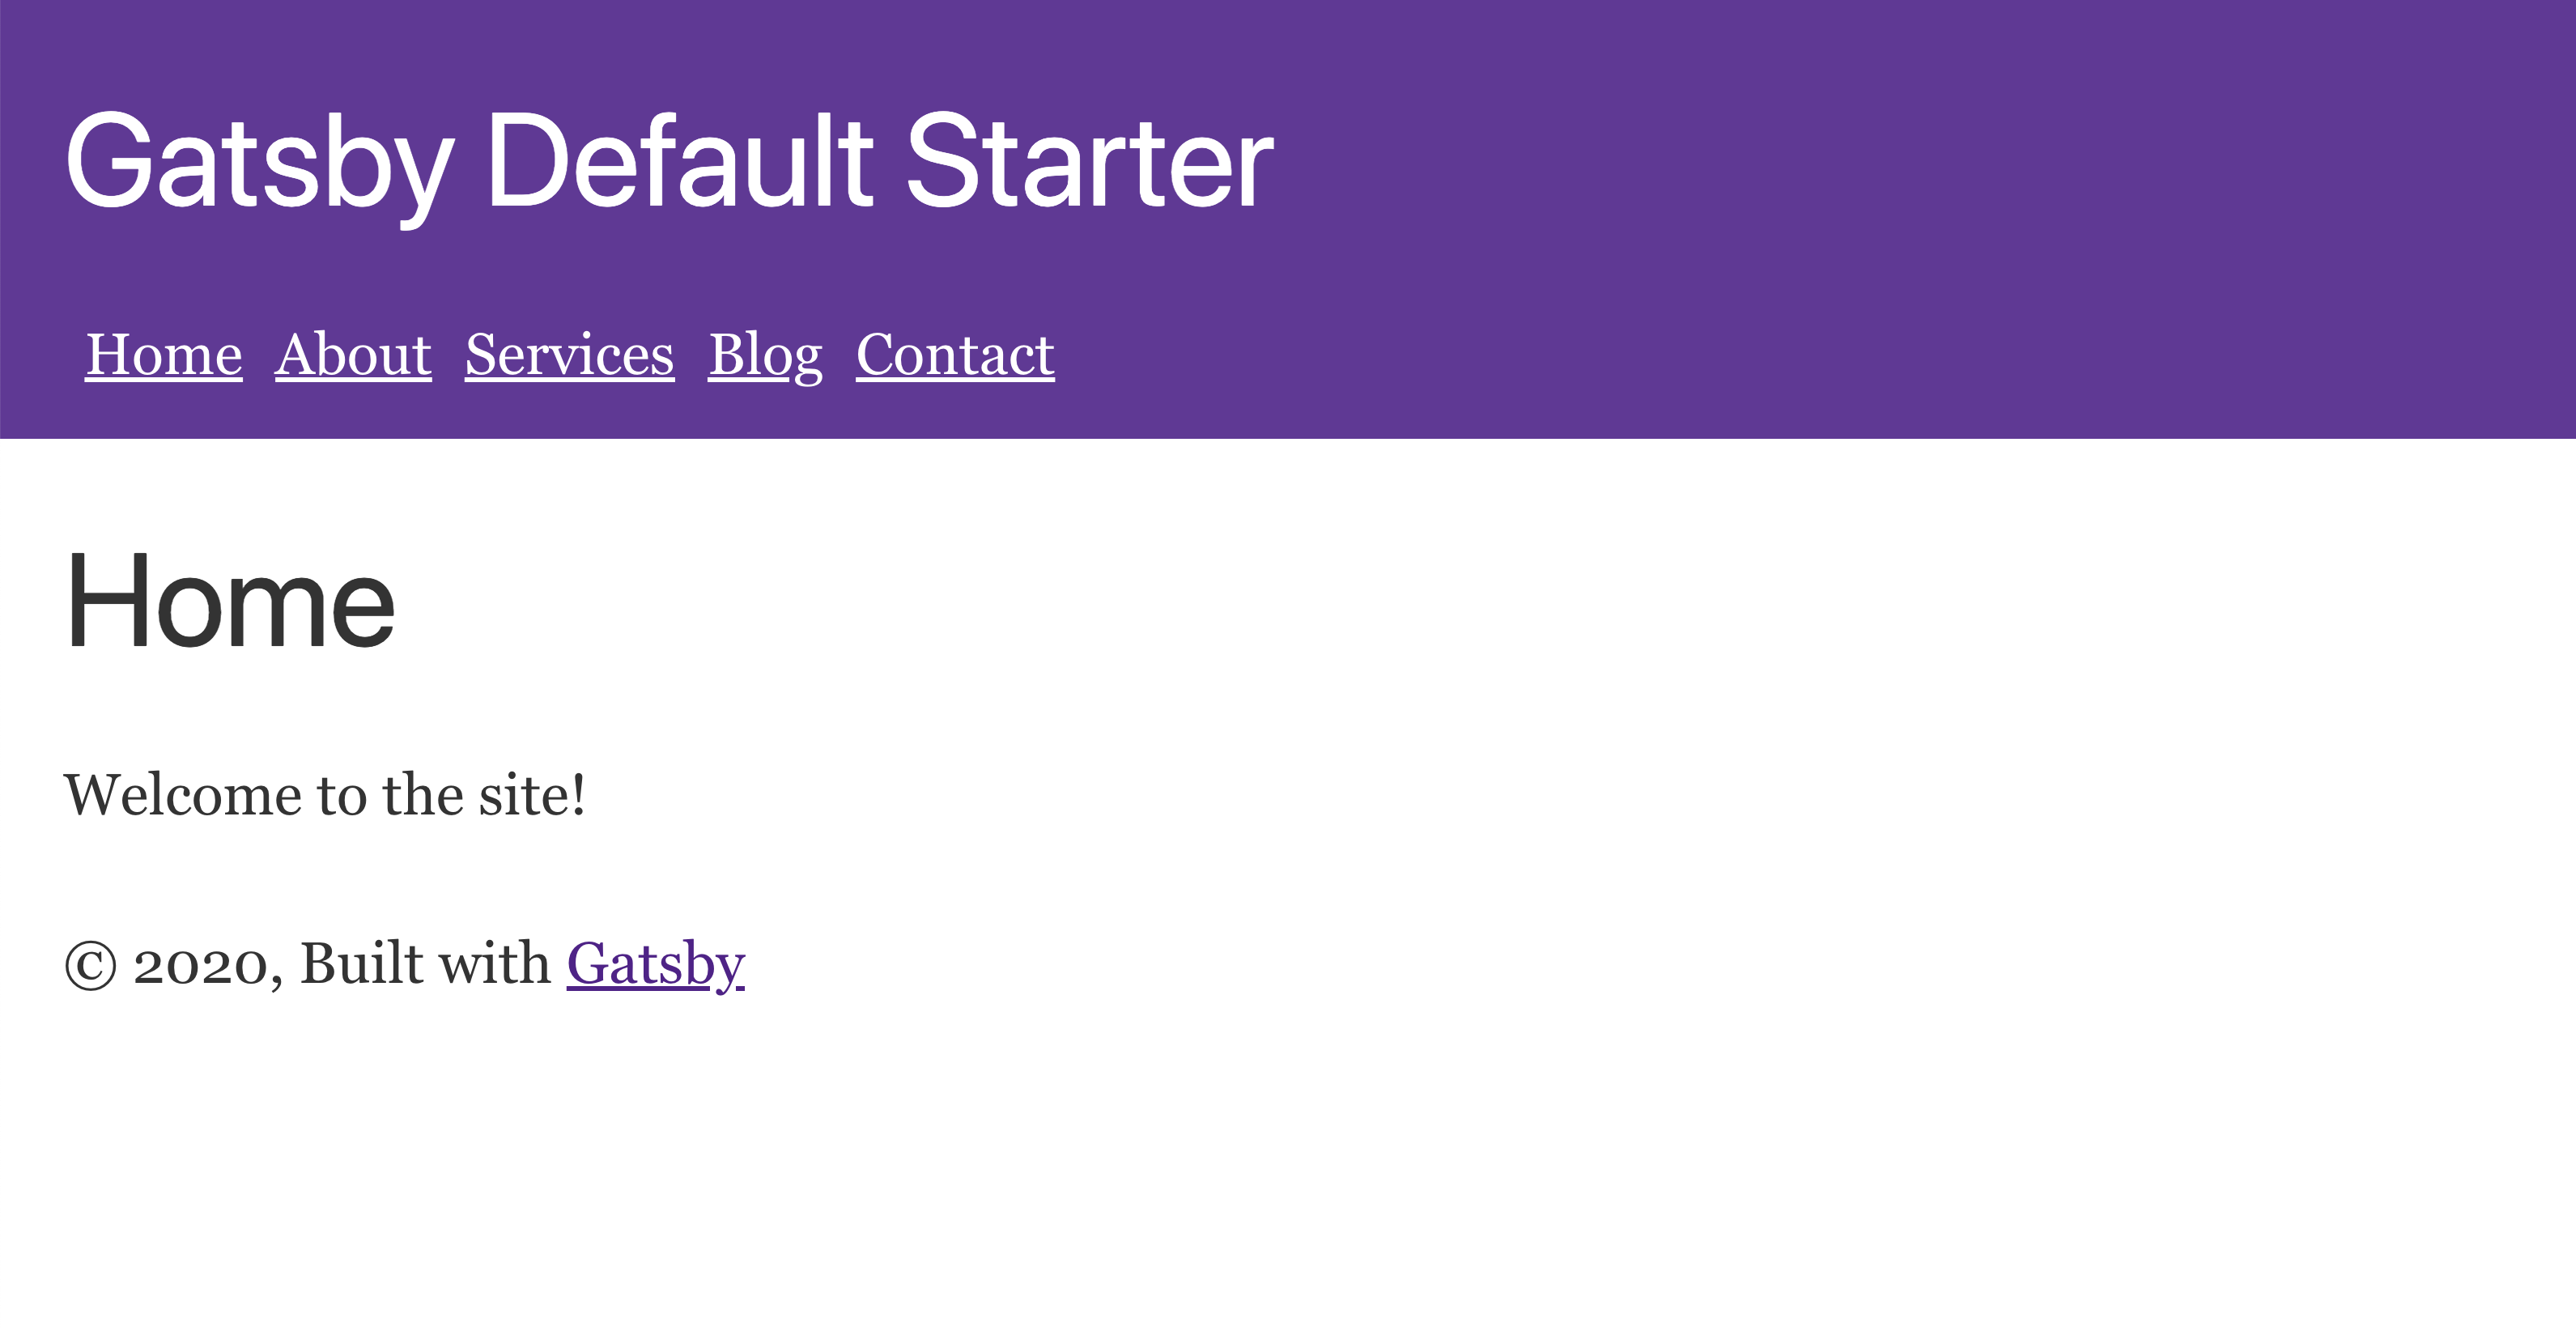 Gatsby Default Starter
Home About Services Blog Contact
Home
Welcome to the site!
© 2020, Built with Gatsby